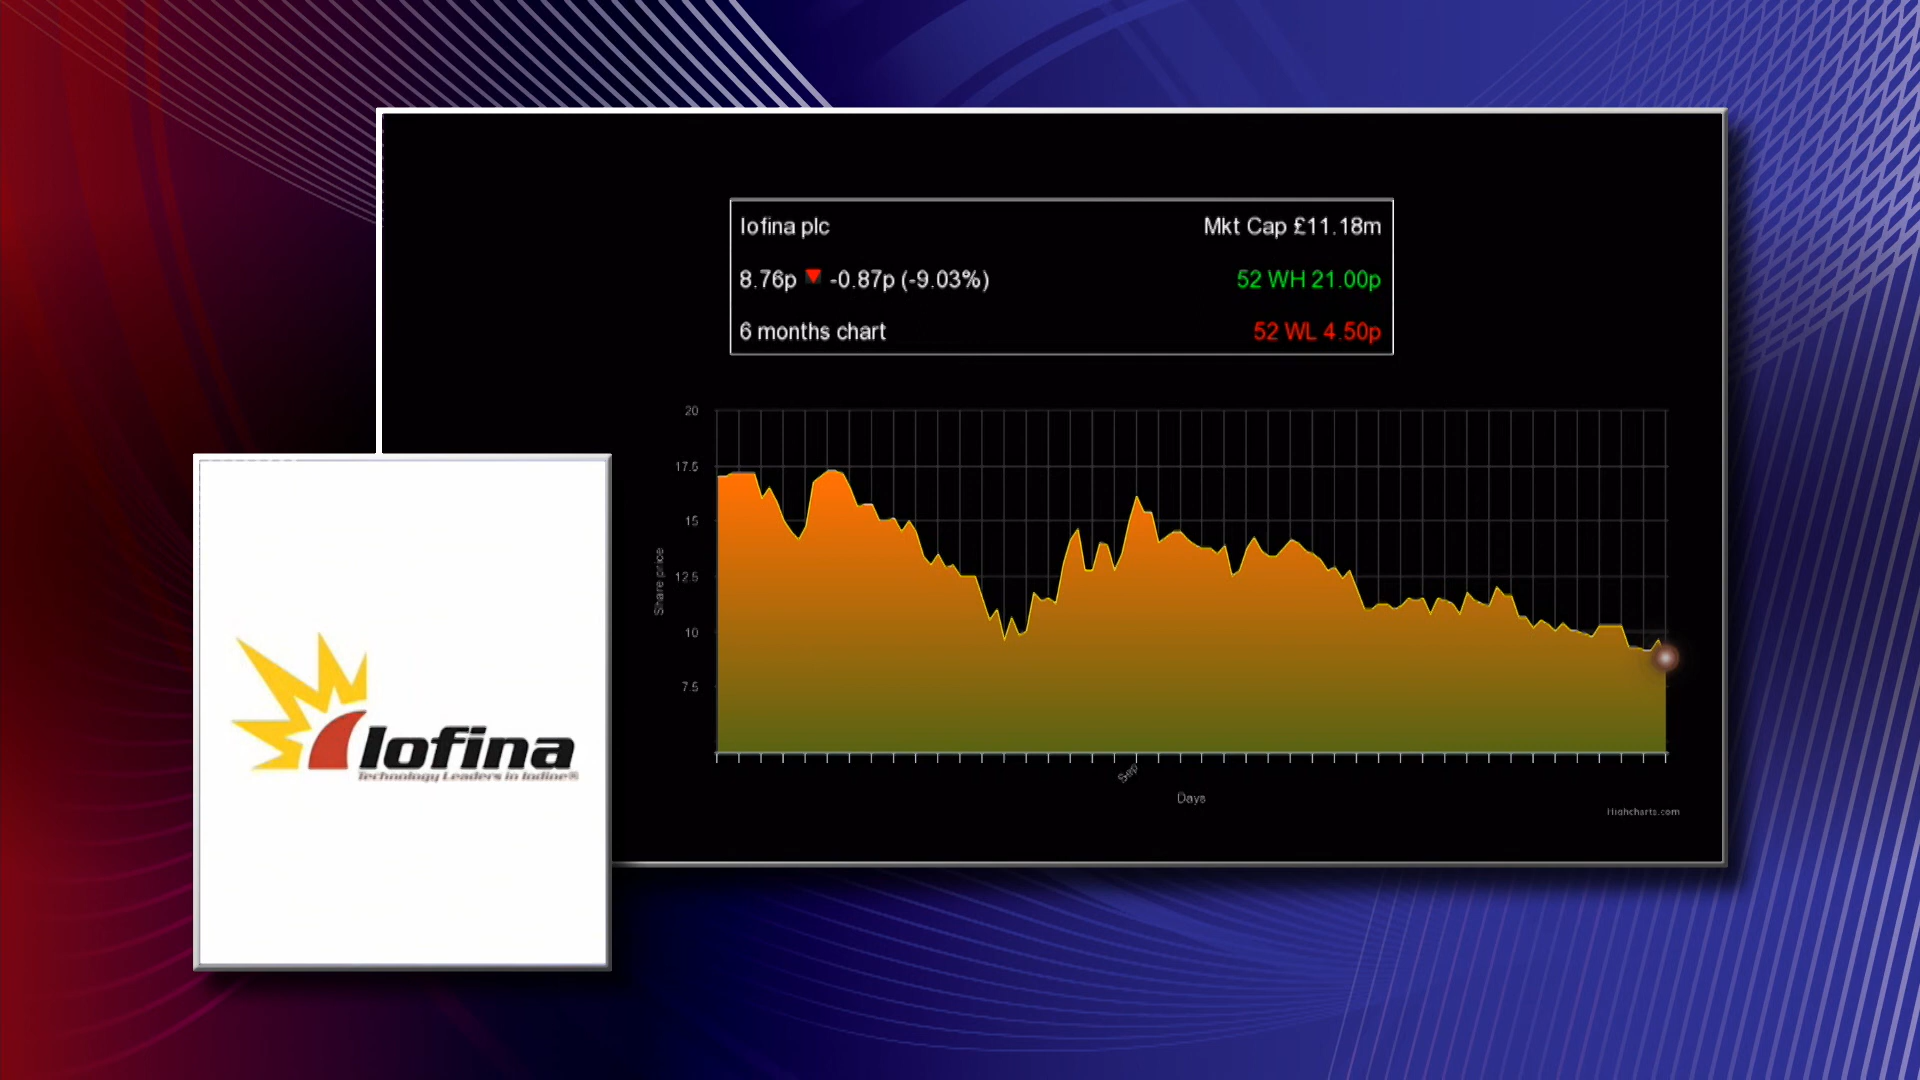 Iofina plc
Mkt Cap £11.18m
8.76p -0.87p (-9.03%)
52 WH 21.00p
6 months chart
52 WL 4.50p
20
17.5
15
12.5
10
7.5
Share price
Sep
Days
Highcharts.com
Iofina
Technology Leaders in Iodine®